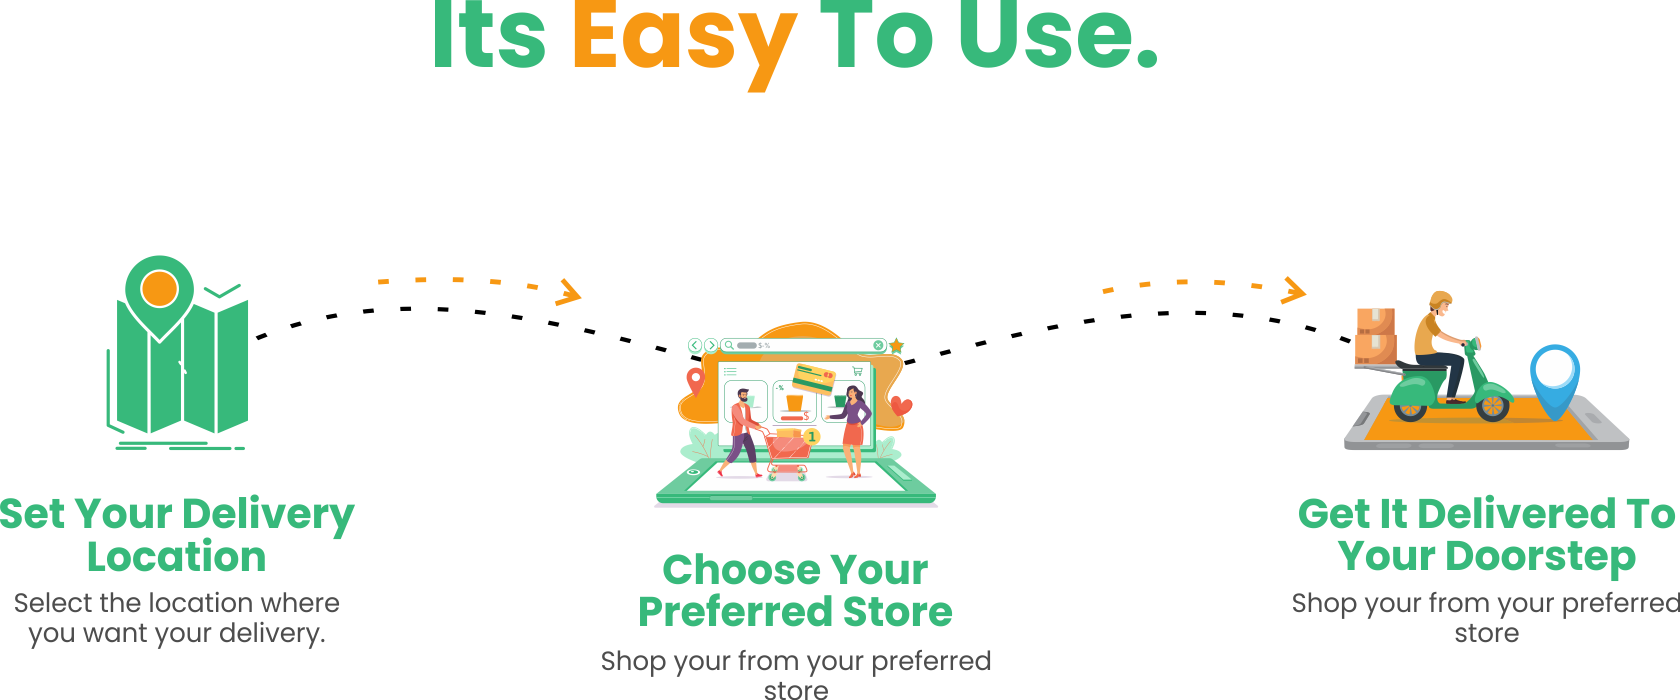 Its Easy To Use.
Set Your Delivery
Location
Select the location where
you want your delivery.
$-%
-%
$
1
Choose Your
Preferred Store
Shop your from your preferred
store
Get It Delivered To
Your Doorstep
Shop your from your preferred
store